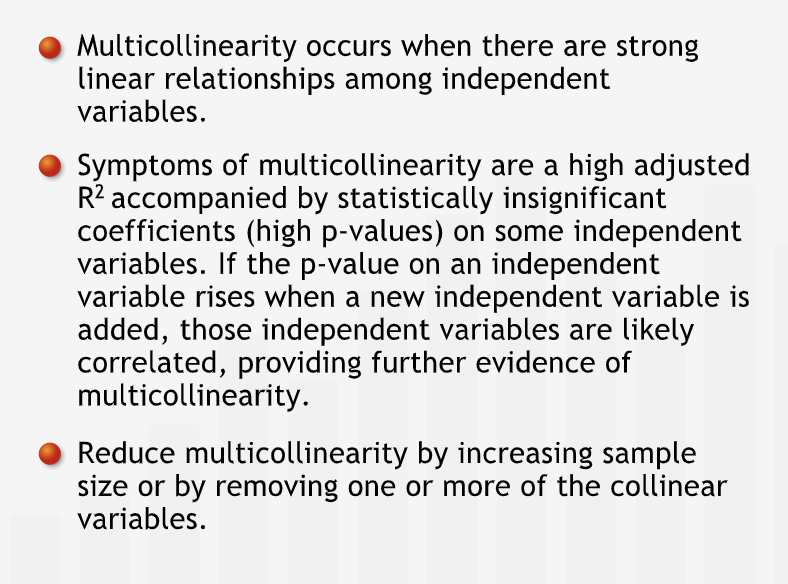 Multicollinearity occurs when there are strong
linear relationships among independent
variables.
Symptoms of multicollinearity are a high adjusted
R² accompanied by statistically insignificant
coefficients (high p-values) on some independent
variables. If the p-value on an independent
variable rises when a new independent variable is
added, those independent variables are likely
correlated, providing further evidence of
multicollinearity.
Reduce multicollinearity by increasing sample
size or by removing one or more of the collinear
variables.